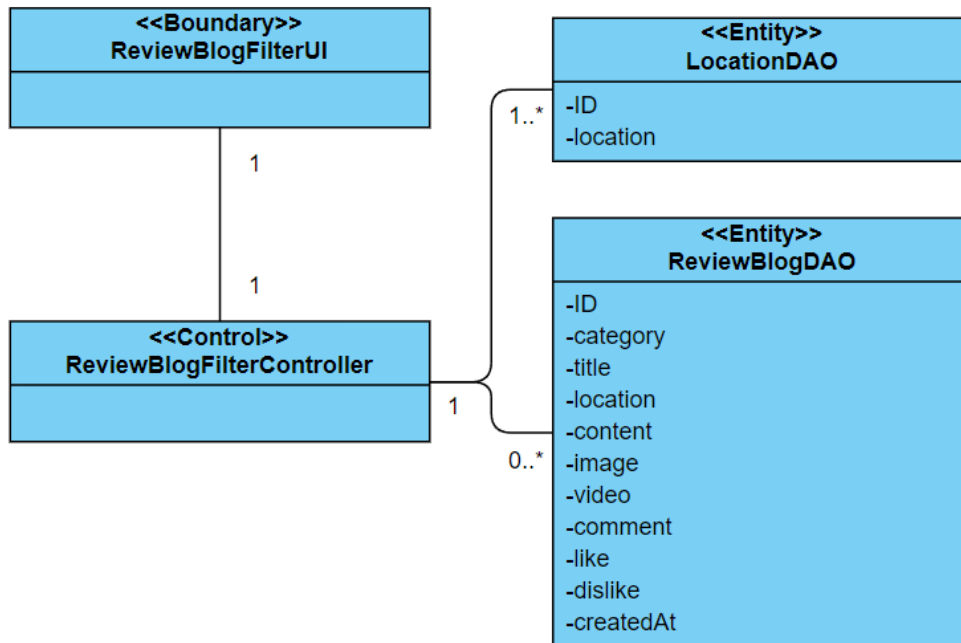 <<Boundary>>
ReviewBlogFilterUI
1
1
<<Control>>
ReviewBlogFilterController
1
1..*
0..*
<<Entity>>
LocationDAO
-ID
-location
<<Entity>>
ReviewBlogDAO
-ID
-category
-title
-location
-content
-image
-video
-comment
-like
-dislike
-createdAt